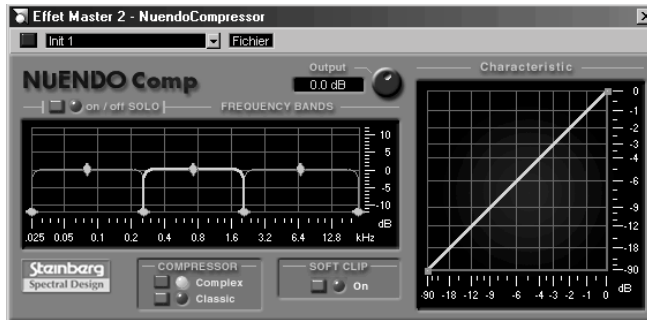 Effet Master 2 - NuendoCompressor
Init 1
Fichier
NUENDO Comp
Output
0.0 dB
Characteristic
on / off SOLO
FREQUENCY BANDS
10
5
0
-5
-10
dB
.025 0.05 0.1 0.2 0.4 0.8 1.6 3.2 6.4 12.8 kHz
0
-1
-2
-3
-4
-6
-9
-12
-18
-90
-90 -18 -12 -9 -6 -4 -3 -2 -1 0
dB
Steinberg
Spectral Design
COMPRESSOR
Complex
Classic
SOFT CLIP
On